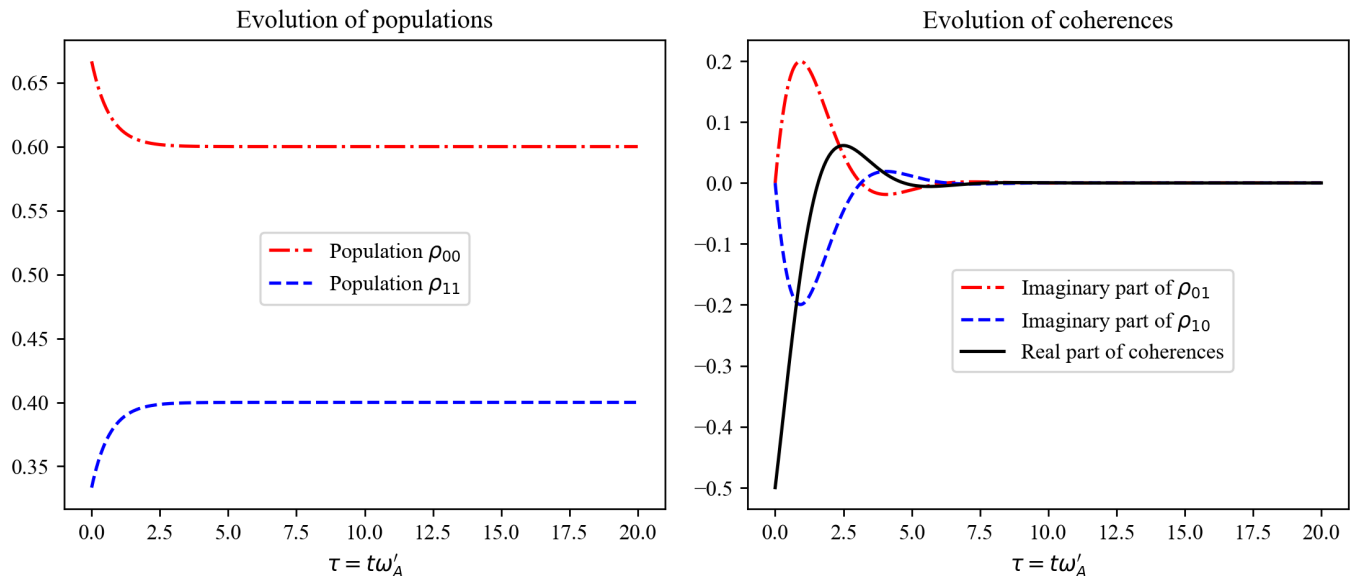 Evolution of populations
0.65
0.60
0.55
0.50
0.45
0.40
0.35
Population ρ₀₀
Population ρ₁₁
0.0 2.5 5.0 7.5 10.0 12.5 15.0 17.5 20.0
τ = tω′_A
Evolution of coherences
0.2
0.1
0.0
−0.1
−0.2
−0.3
−0.4
−0.5
Imaginary part of ρ₀₁
Imaginary part of ρ₁₀
Real part of coherences
0.0 2.5 5.0 7.5 10.0 12.5 15.0 17.5 20.0
τ = tω′_A